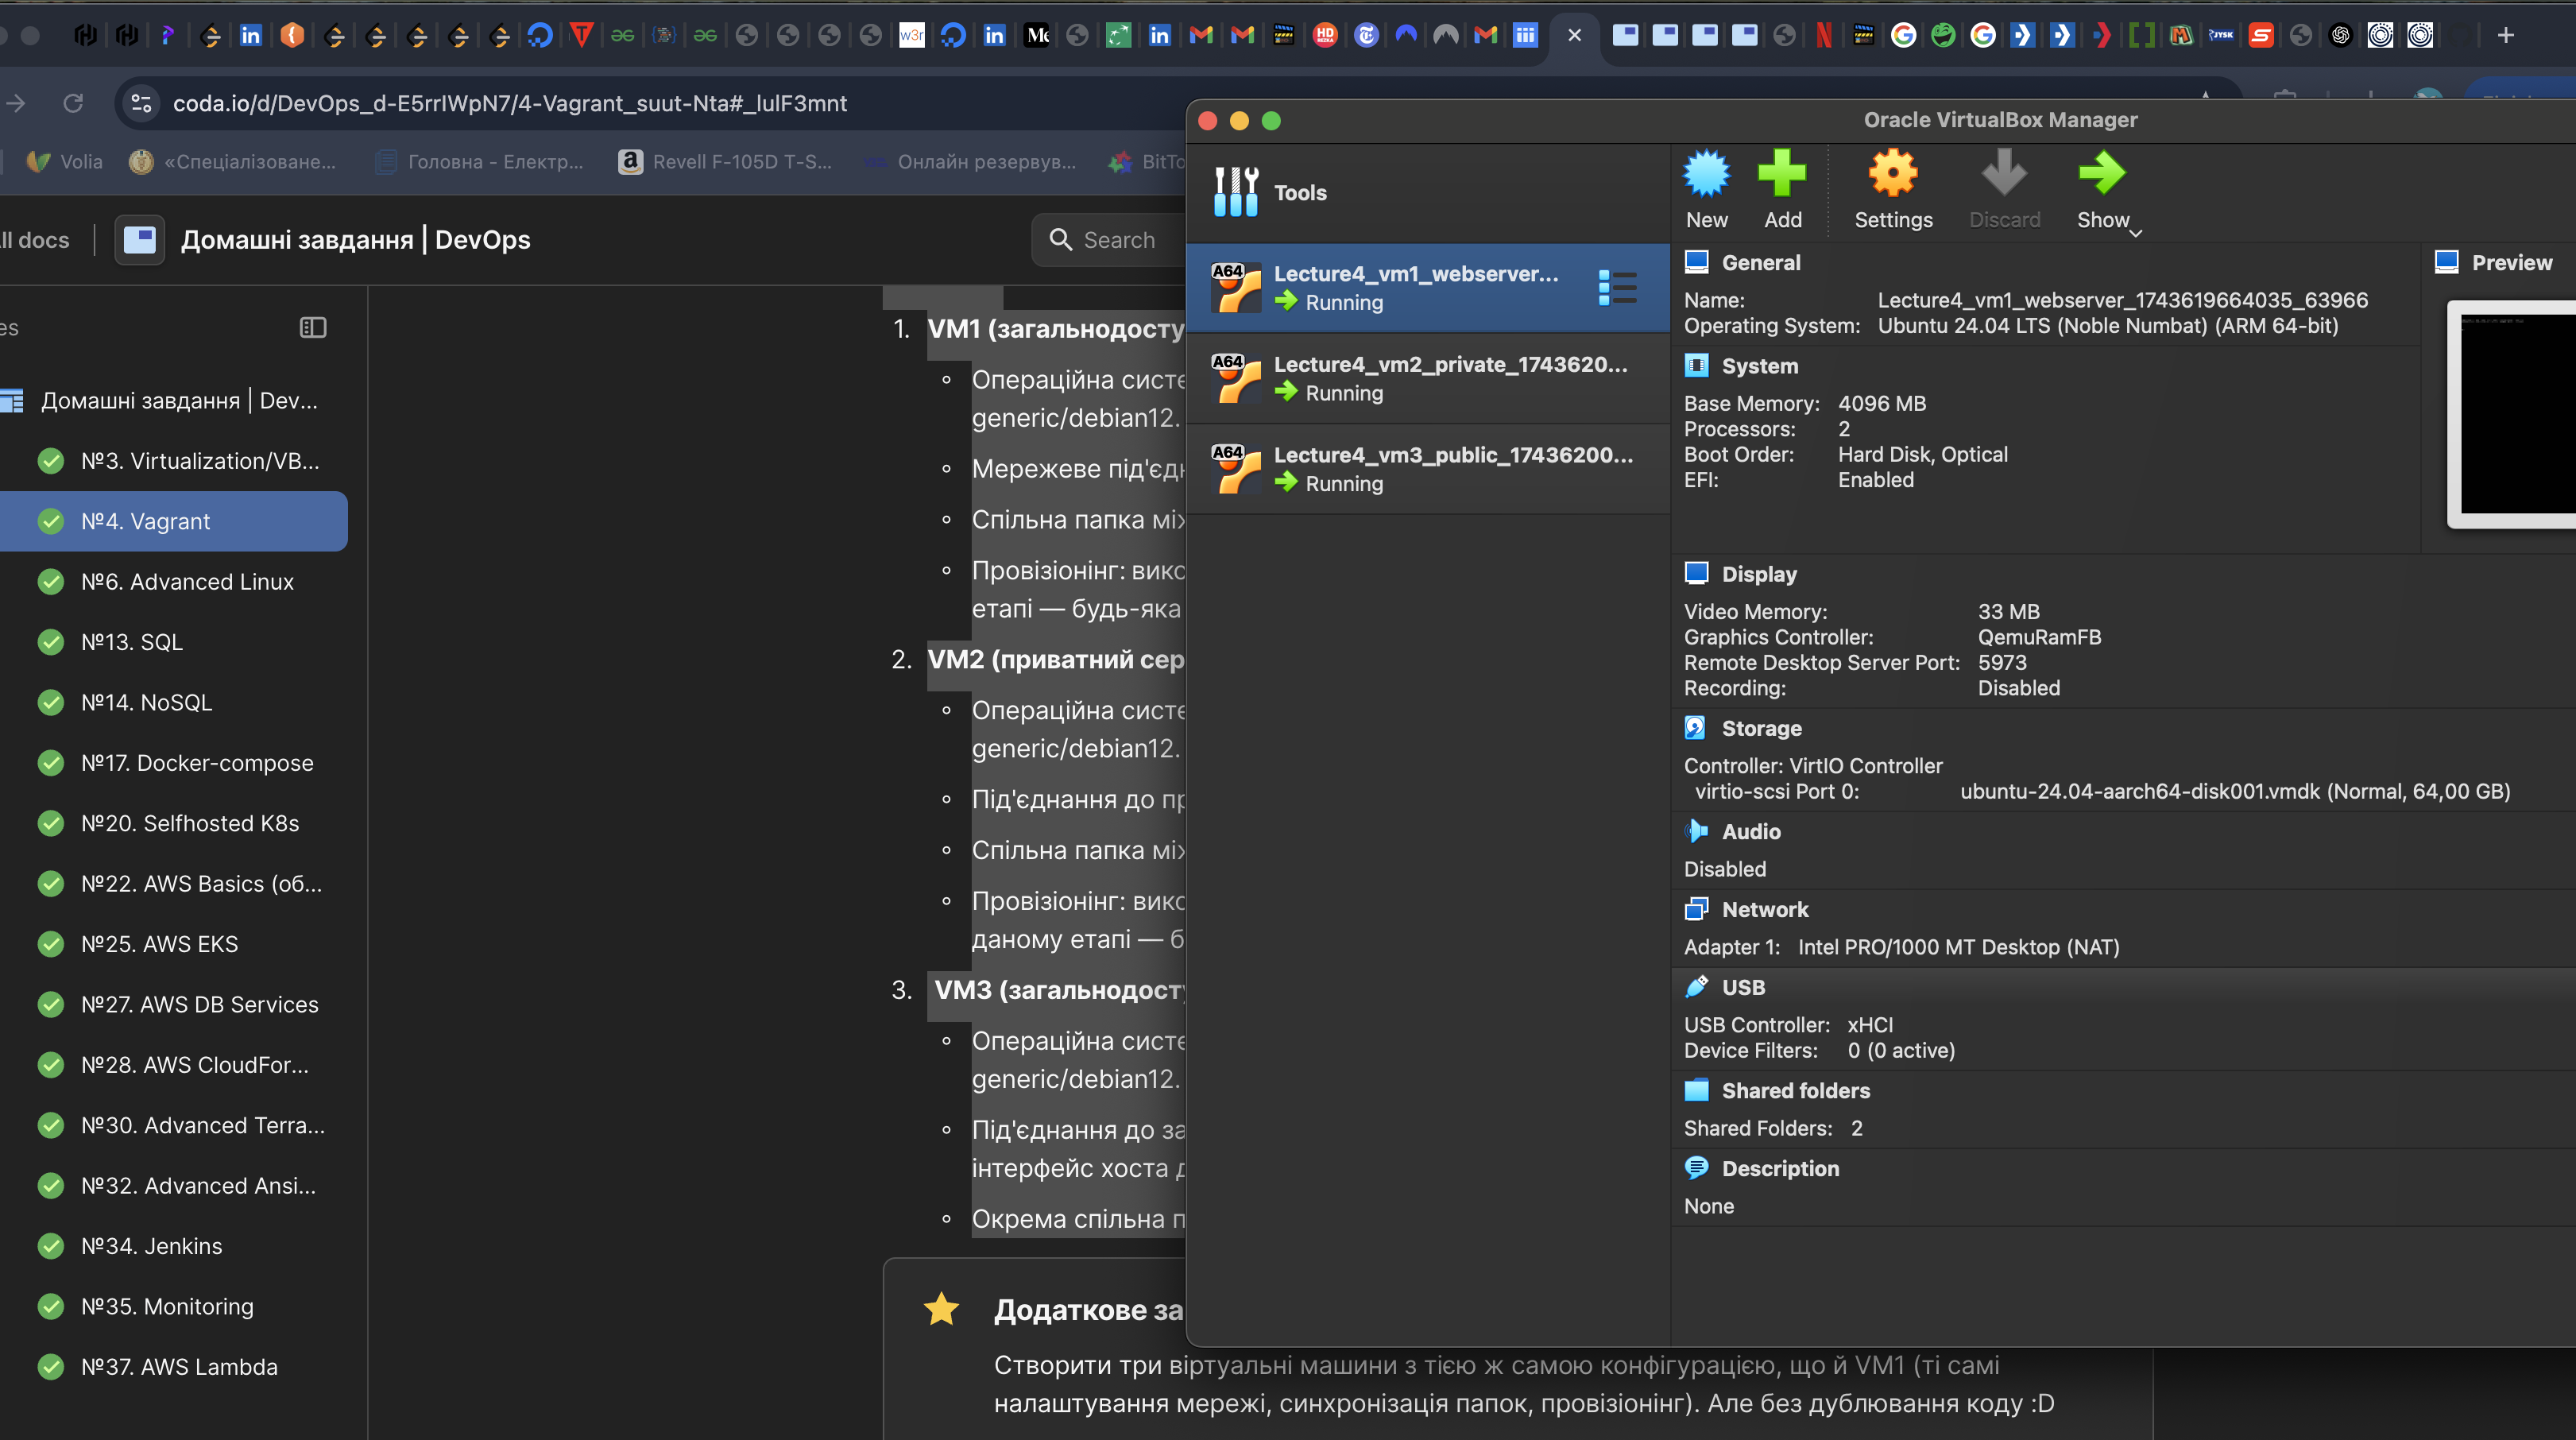 coda.io/d/DevOps_d-E5rrIWpN7/4-Vagrant_suut-Nta#_lulF3mnt
Volia
«Спеціалізоване...
Головна - Електр...
Revell F-105D T-S...
Онлайн резервув...
BitTo
ll docs
Домашні завдання | DevOps
Search
es
Домашні завдання | Dev...
№3. Virtualization/VB...
№4. Vagrant
№6. Advanced Linux
№13. SQL
№14. NoSQL
№17. Docker-compose
№20. Selfhosted K8s
№22. AWS Basics (об...
№25. AWS EKS
№27. AWS DB Services
№28. AWS CloudFor...
№30. Advanced Terra...
№32. Advanced Ansi...
№34. Jenkins
№35. Monitoring
№37. AWS Lambda
1. VM1 (загальнодосту
Операційна систе
generic/debian12.
Мережеве під'єдн
Спільна папка між
Провізіонінг: вико
етапі — будь-яка
2. VM2 (приватний сер
Операційна систе
generic/debian12.
Під'єднання до пр
Спільна папка між
Провізіонінг: вико
даному етапі — б
3. VM3 (загальнодост
Операційна систе
generic/debian12.
Під'єднання до за
інтерфейс хоста д
Окрема спільна п
Додаткове за
Створити три віртуальні машини з тією ж самою конфігурацією, що й VM1 (ті самі
налаштування мережі, синхронізація папок, провізіонінг). Але без дублювання коду :D
Oracle VirtualBox Manager
Tools
New
Add
Settings
Discard
Show
A64
Lecture4_vm1_webserver...
Running
A64
Lecture4_vm2_private_1743620...
Running
A64
Lecture4_vm3_public_17436200...
Running
General
Name: Lecture4_vm1_webserver_1743619664035_63966
Operating System: Ubuntu 24.04 LTS (Noble Numbat) (ARM 64-bit)
Preview
System
Base Memory: 4096 MB
Processors: 2
Boot Order: Hard Disk, Optical
EFI: Enabled
Display
Video Memory: 33 MB
Graphics Controller: QemuRamFB
Remote Desktop Server Port: 5973
Recording: Disabled
Storage
Controller: VirtIO Controller
virtio-scsi Port 0: ubuntu-24.04-aarch64-disk001.vmdk (Normal, 64,00 GB)
Audio
Disabled
Network
Adapter 1: Intel PRO/1000 MT Desktop (NAT)
USB
USB Controller: xHCI
Device Filters: 0 (0 active)
Shared folders
Shared Folders: 2
Description
None